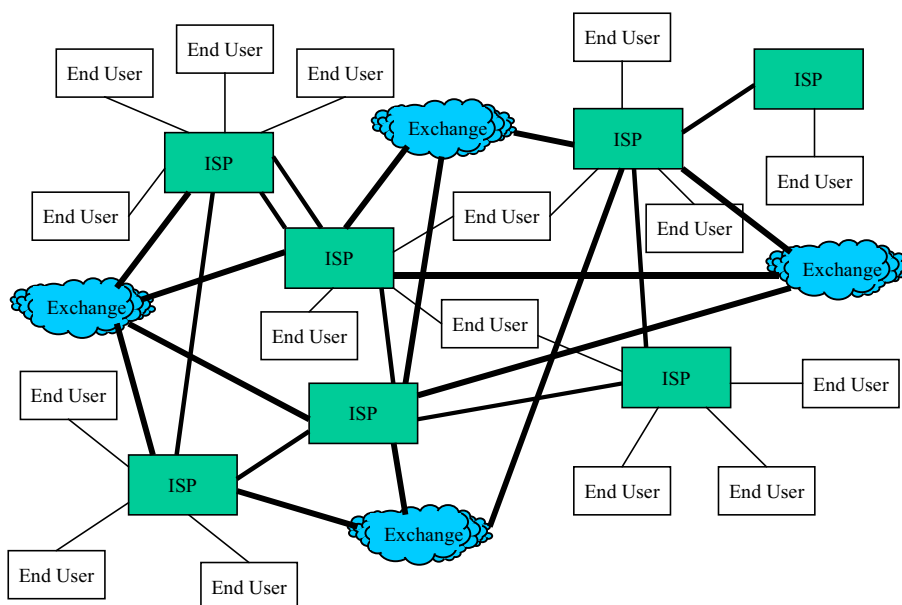 End User
End User
End User
End User
ISP
End User
ISP
Exchange
ISP
End User
End User
End User
End User
ISP
Exchange
Exchange
End User
End User
ISP
End User
End User
ISP
ISP
End User
End User
End User
Exchange
End User
End User